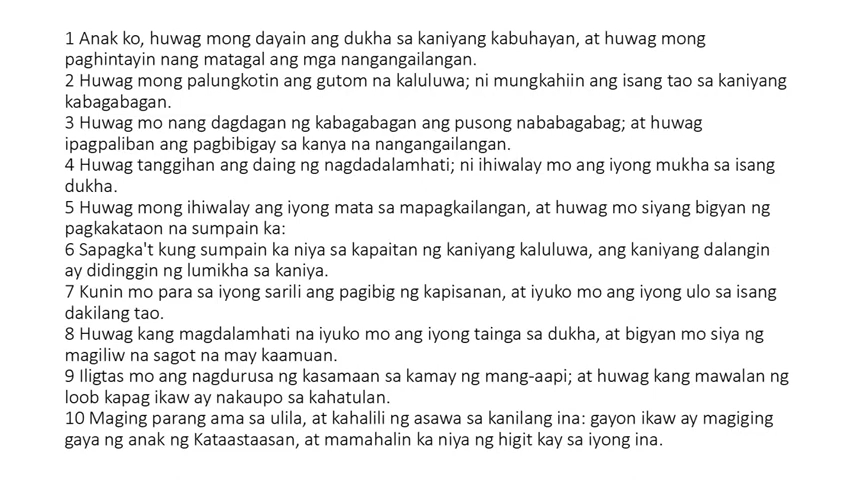 1 Anak ko, huwag mong dayain ang dukha sa kaniyang kabuhayan, at huwag mong
paghintayin nang matagal ang mga nangangailangan.
2 Huwag mong palungkotin ang gutom na kaluluwa; ni mungkahiin ang isang tao sa kaniyang
kabagabagan.
3 Huwag mo nang dagdagan ng kabagabagan ang pusong nababagabag; at huwag
ipagpaliban ang pagbibigay sa kanya na nangangailangan.
4 Huwag tanggihan ang daing ng nagdadalamhati; ni ihiwalay mo ang iyong mukha sa isang
dukha.
5 Huwag mong ihiwalay ang iyong mata sa mapagkailangan, at huwag mo siyang bigyan ng
pagkakataon na sumpain ka:
6 Sapagka't kung sumpain ka niya sa kapaitan ng kaniyang kaluluwa, ang kaniyang dalangin
ay didinggin ng lumikha sa kaniya.
7 Kunin mo para sa iyong sarili ang pagibig ng kapisanan, at iyuko mo ang iyong ulo sa isang
dakilang tao.
8 Huwag kang magdalamhati na iyuko mo ang iyong tainga sa dukha, at bigyan mo siya ng
magiliw na sagot na may kaamuan.
9 Iligtas mo ang nagdurusa ng kasamaan sa kamay ng mang-aapi; at huwag kang mawalan ng
loob kapag ikaw ay nakaupo sa kahatulan.
10 Maging parang ama sa ulila, at kahalili ng asawa sa kanilang ina: gayon ikaw ay magiging
gaya ng anak ng Kataastaasan, at mamahalin ka niya ng higit kay sa iyong ina.